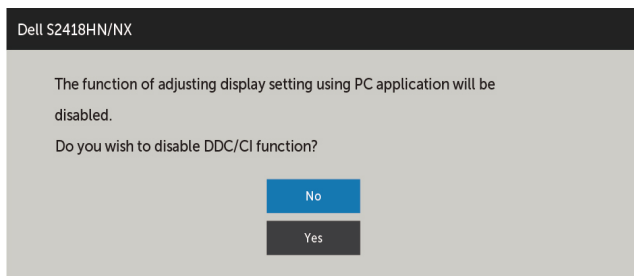 Dell S2418HN/NX
The function of adjusting display setting using PC application will be
disabled.
Do you wish to disable DDC/CI function?
No
Yes